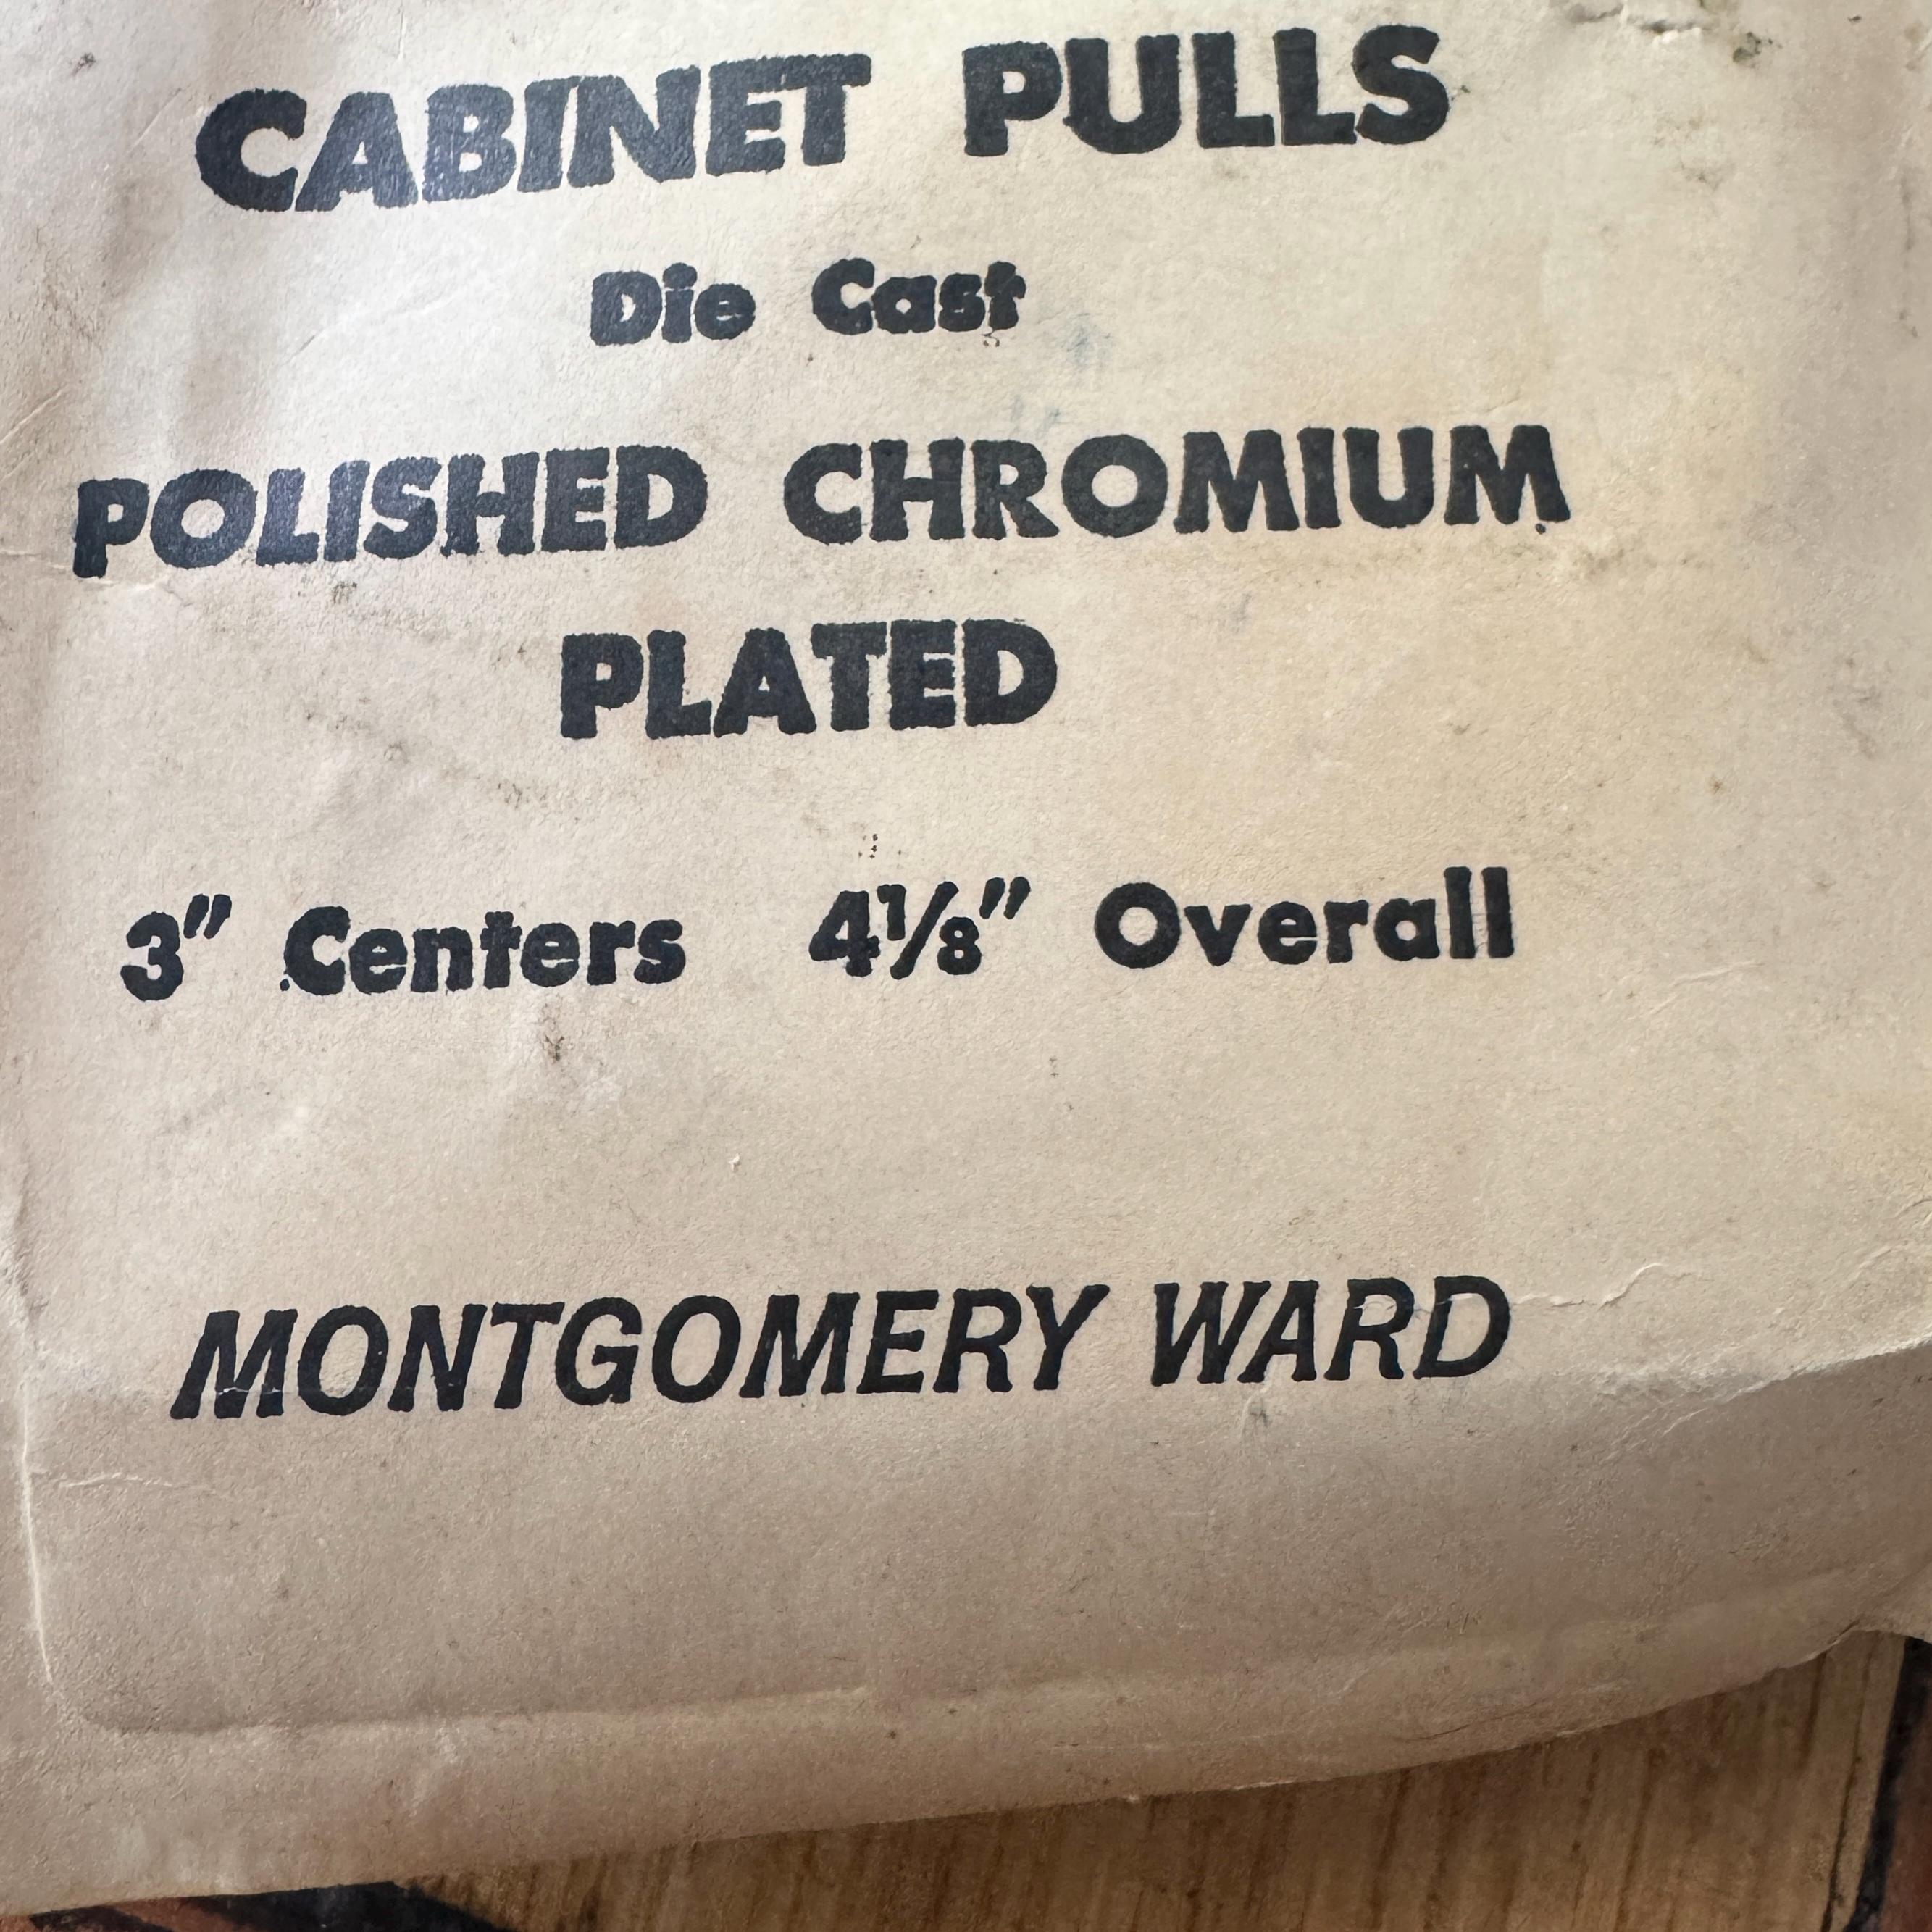 CABINET PULLS
Die Cast
POLISHED CHROMIUM
PLATED
3" Centers 4⅛" Overall
MONTGOMERY WARD